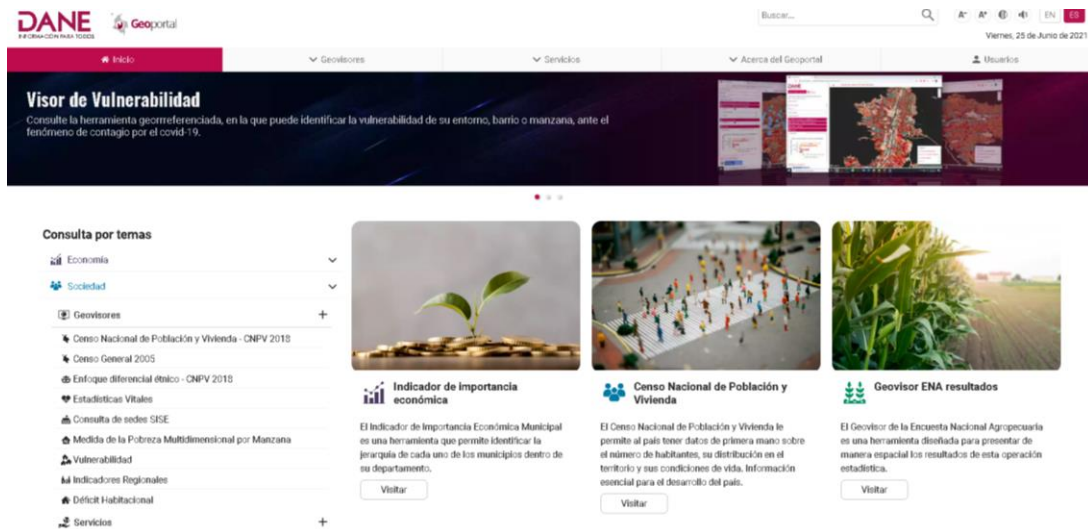 DANE
INFORMACIÓN PARA TODOS
Geoportal
Buscar...
A- A+ EN ES
Viernes, 25 de Junio de 2021
Inicio
Geovisores
Servicios
Acerca del Geoportal
Usuarios
Visor de Vulnerabilidad
Consulte la herramienta georreferenciada, en la que puede identificar la vulnerabilidad de su entorno, barrio o manzana, ante el
fenómeno de contagio por el covid-19.
Consulta por temas
Economía
Sociedad
Geovisores +
Censo Nacional de Población y Vivienda - CNPV 2018
Censo General 2005
Enfoque diferencial étnico - CNPV 2018
Estadísticas Vitales
Consulta de sedes SISE
Medida de la Pobreza Multidimensional por Manzana
Vulnerabilidad
Indicadores Regionales
Déficit Habitacional
Servicios +
Indicador de importancia
económica
El Indicador de Importancia Económica Municipal
es una herramienta que permite identificar la
jerarquía de cada uno de los municipios dentro de
su departamento.
Visitar
Censo Nacional de Población y
Vivienda
El Censo Nacional de Población y Vivienda le
permite al país tener datos de primera mano sobre
el número de habitantes, su distribución en el
territorio y sus condiciones de vida. Información
esencial para el desarrollo del país.
Visitar
Geovisor ENA resultados
El Geovisor de la Encuesta Nacional Agropecuaria
es una herramienta diseñada para presentar de
manera espacial los resultados de esta operación
estadística.
Visitar